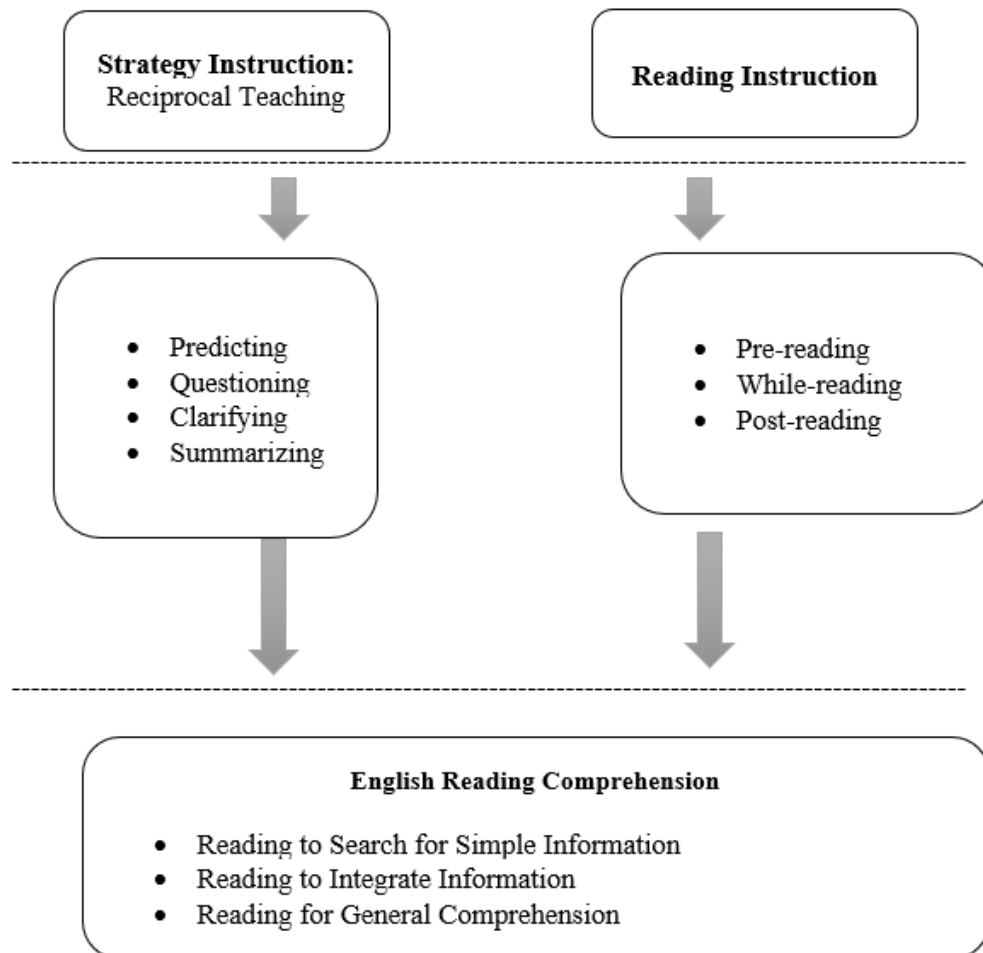 Strategy Instruction:
Reciprocal Teaching
Reading Instruction
• Predicting
• Questioning
• Clarifying
• Summarizing
• Pre-reading
• While-reading
• Post-reading
English Reading Comprehension
• Reading to Search for Simple Information
• Reading to Integrate Information
• Reading for General Comprehension